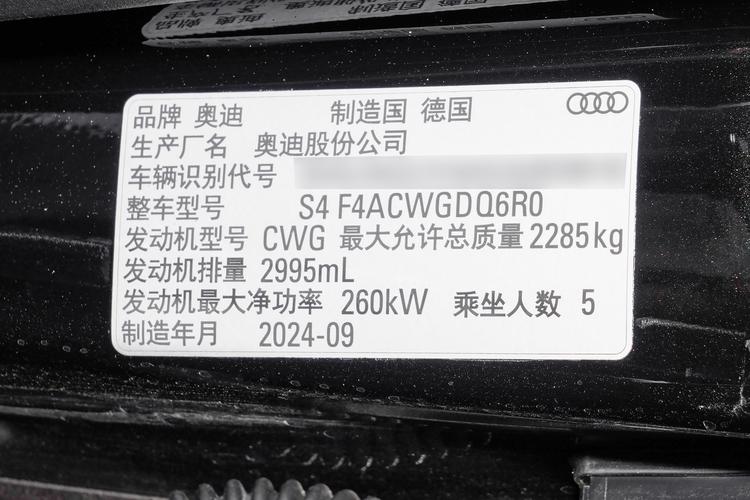 品牌 奥迪 制造国 德国
生产厂名 奥迪股份公司
车辆识别代号
整车型号 S4 F4ACWGDQ6R0
发动机型号 CWG 最大允许总质量 2285kg
发动机排量 2995mL
发动机最大净功率 260kW 乘坐人数 5
制造年月 2024-09